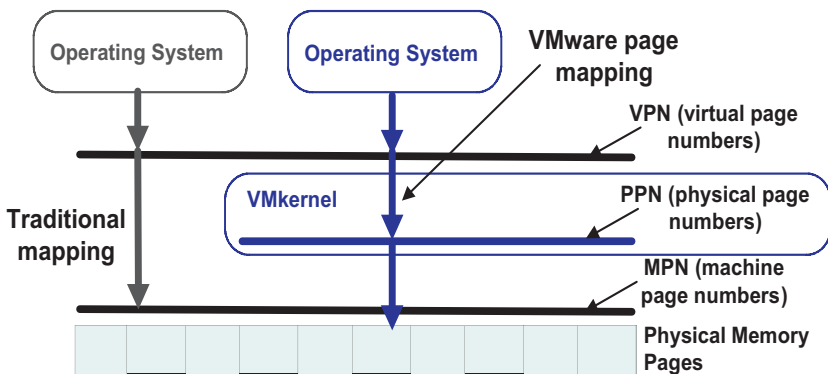 Operating System
Operating System
VMware page
mapping
VPN (virtual page
numbers)
VMkernel
PPN (physical page
numbers)
Traditional
mapping
MPN (machine
page numbers)
Physical Memory
Pages